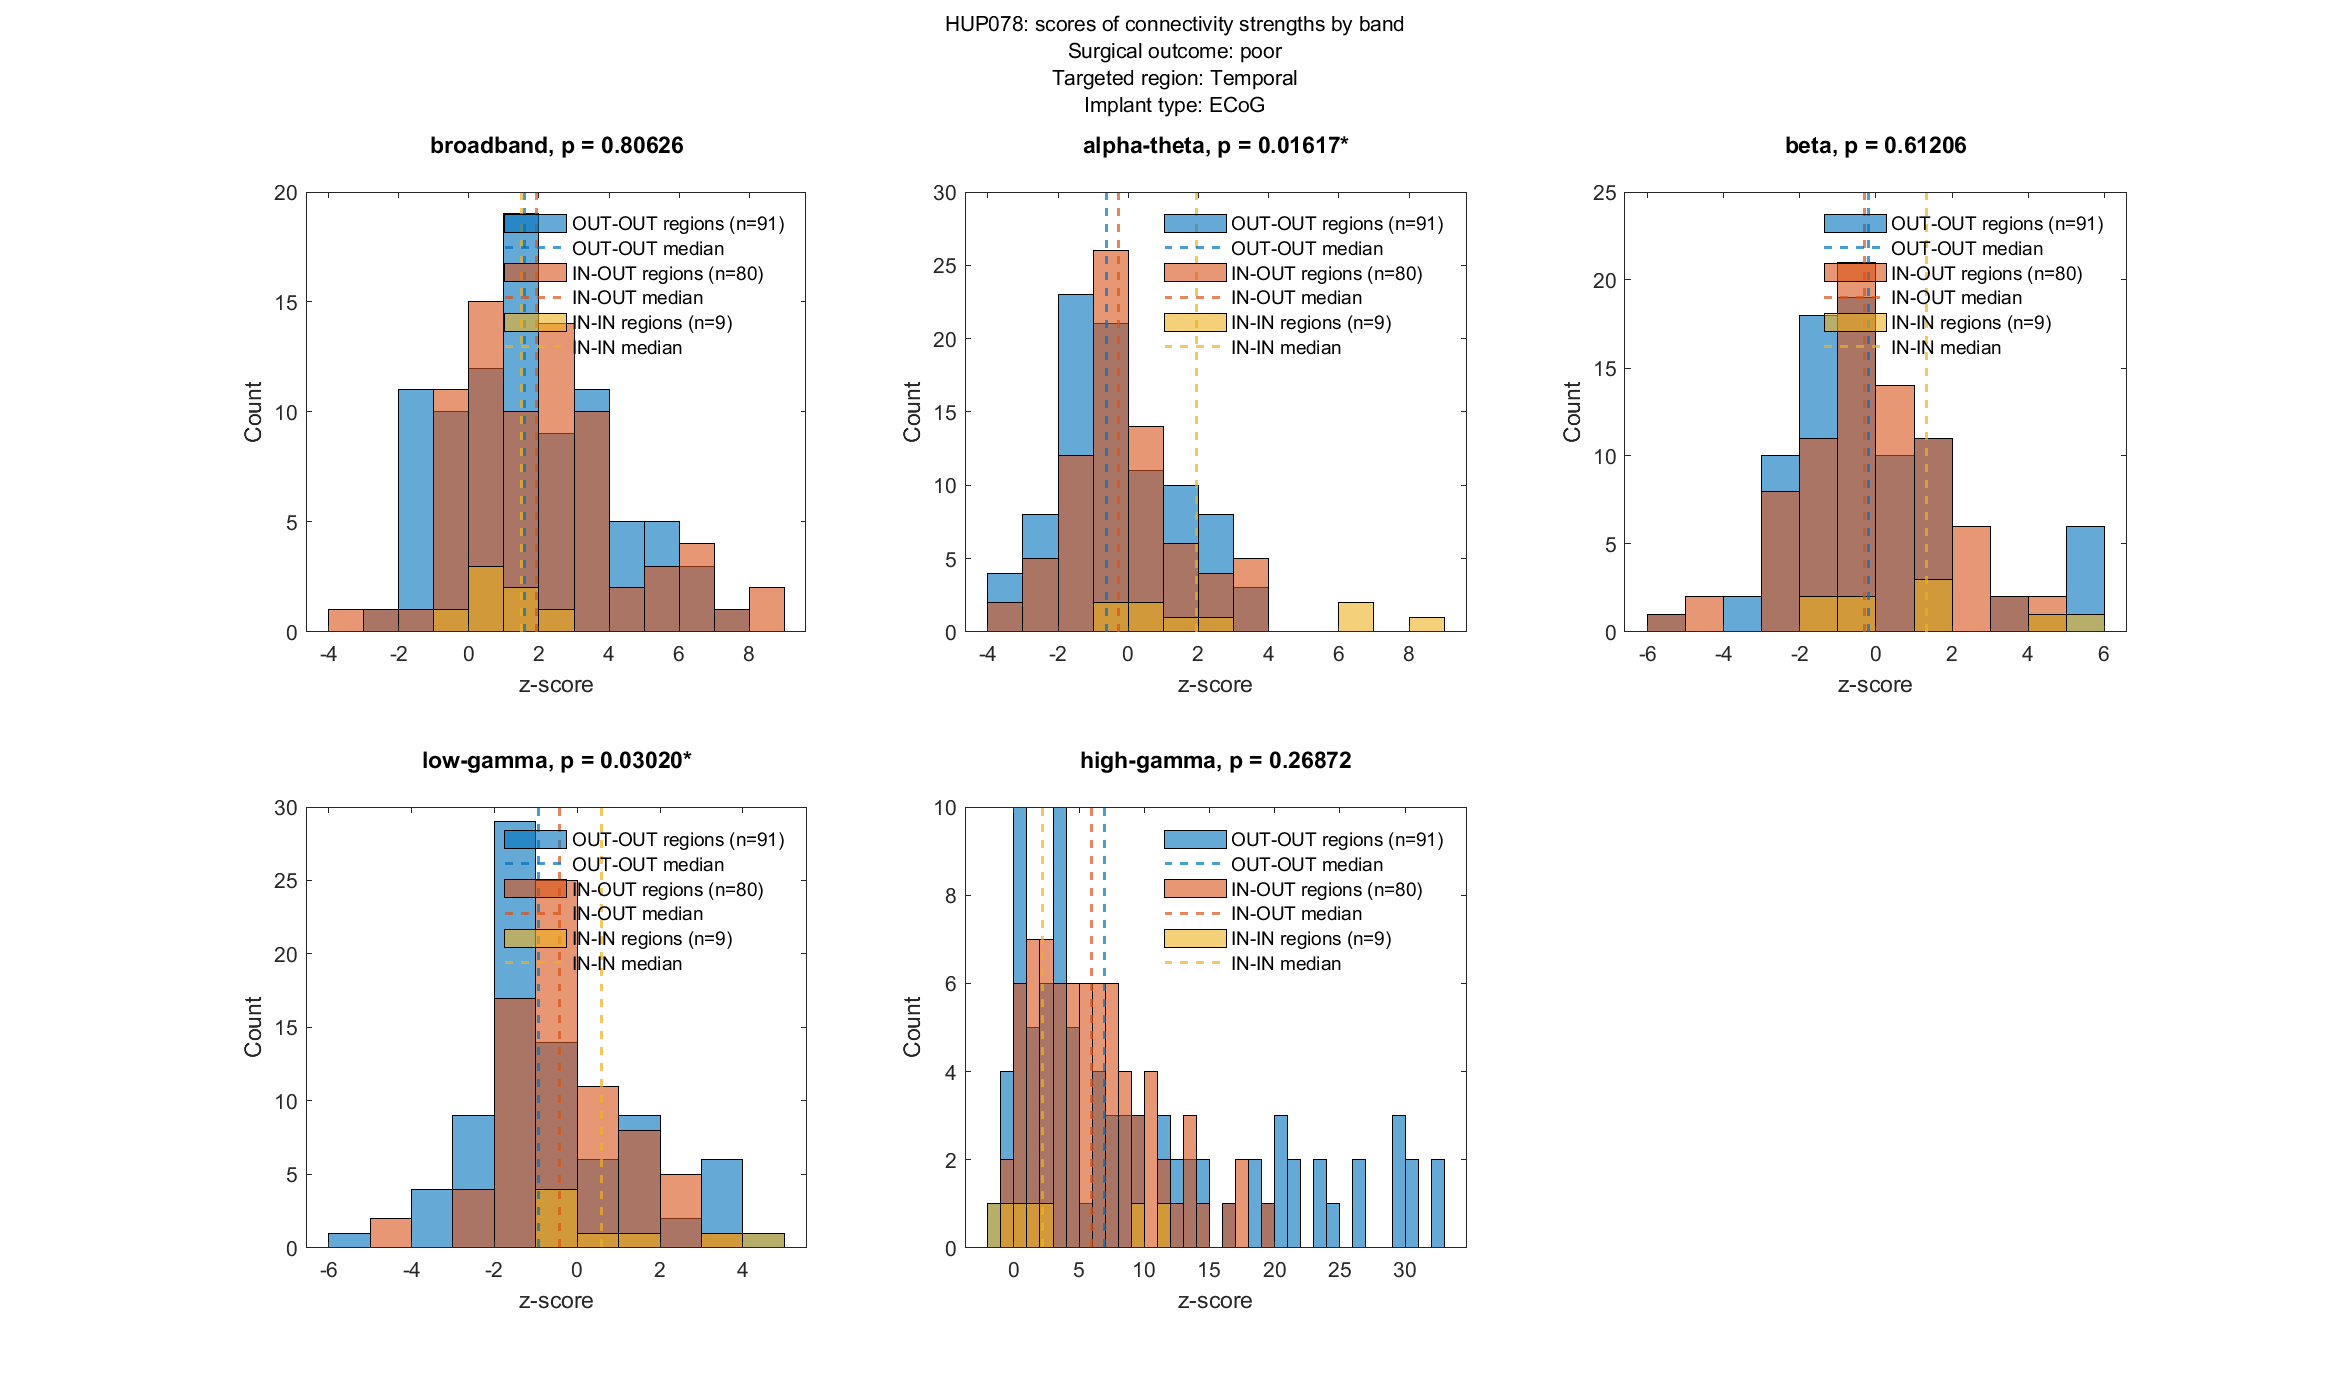 HUP078: scores of connectivity strengths by band
Surgical outcome: poor
Targeted region: Temporal
Implant type: ECoG
broadband, p = 0.80626
20
15
10
5
0
Count
-4 -2 0 2 4 6 8
z-score
OUT-OUT regions (n=91)
OUT-OUT median
IN-OUT regions (n=80)
IN-OUT median
IN-IN regions (n=9)
IN-IN median
alpha-theta, p = 0.01617*
30
25
20
15
10
5
0
Count
-4 -2 0 2 4 6 8
z-score
OUT-OUT regions (n=91)
OUT-OUT median
IN-OUT regions (n=80)
IN-OUT median
IN-IN regions (n=9)
IN-IN median
beta, p = 0.61206
25
20
15
10
5
0
Count
-6 -4 -2 0 2 4 6
z-score
OUT-OUT regions (n=91)
OUT-OUT median
IN-OUT regions (n=80)
IN-OUT median
IN-IN regions (n=9)
IN-IN median
low-gamma, p = 0.03020*
30
25
20
15
10
5
0
Count
-6 -4 -2 0 2 4
z-score
OUT-OUT regions (n=91)
OUT-OUT median
IN-OUT regions (n=80)
IN-OUT median
IN-IN regions (n=9)
IN-IN median
high-gamma, p = 0.26872
10
8
6
4
2
0
Count
0 5 10 15 20 25 30
z-score
OUT-OUT regions (n=91)
OUT-OUT median
IN-OUT regions (n=80)
IN-OUT median
IN-IN regions (n=9)
IN-IN median